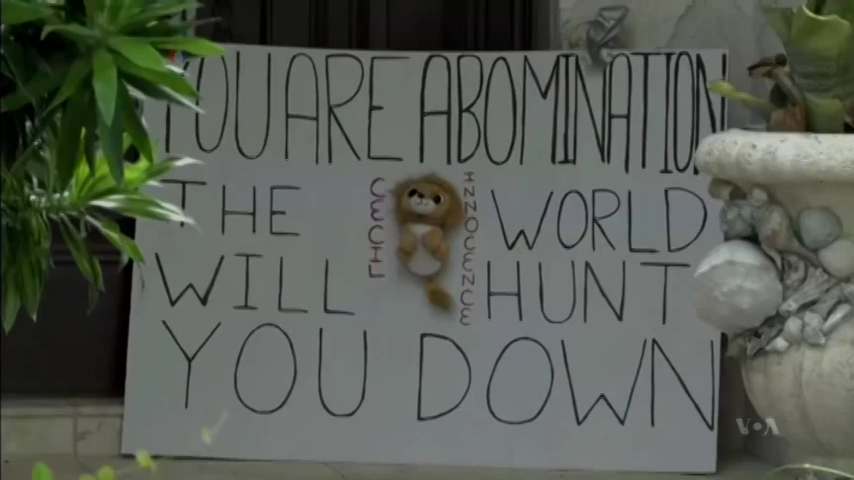 YOU ARE ABOMINATION
THE WORLD
WILL HUNT
YOU DOWN
CECIL
INNOCENCE
VOA